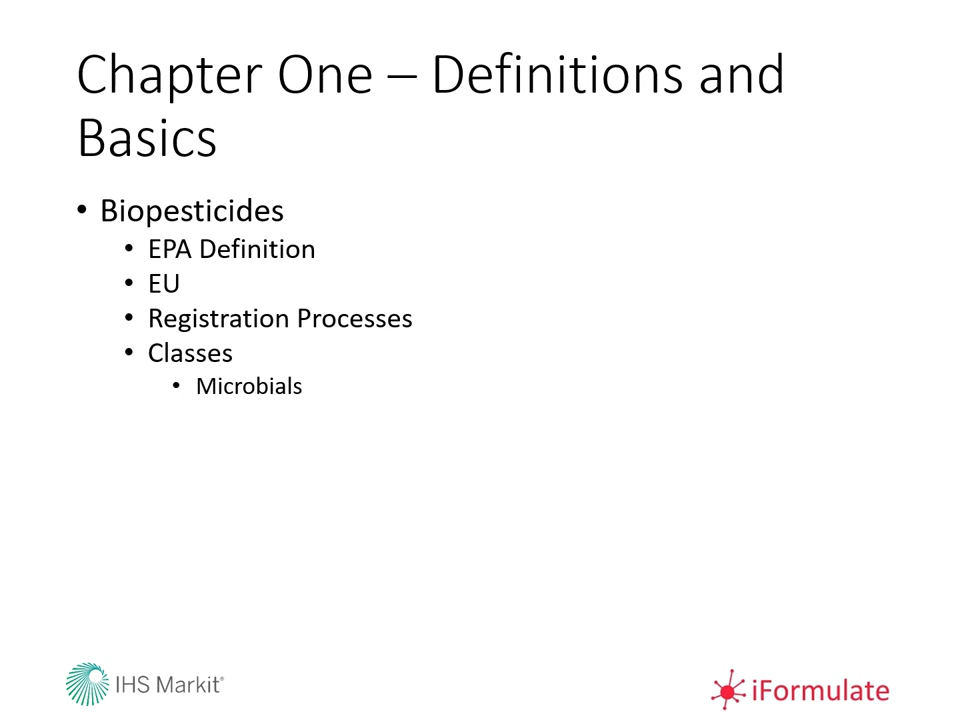 Chapter One – Definitions and
Basics
• Biopesticides
• EPA Definition
• EU
• Registration Processes
• Classes
• Microbials
IHS Markit®
iFormulate